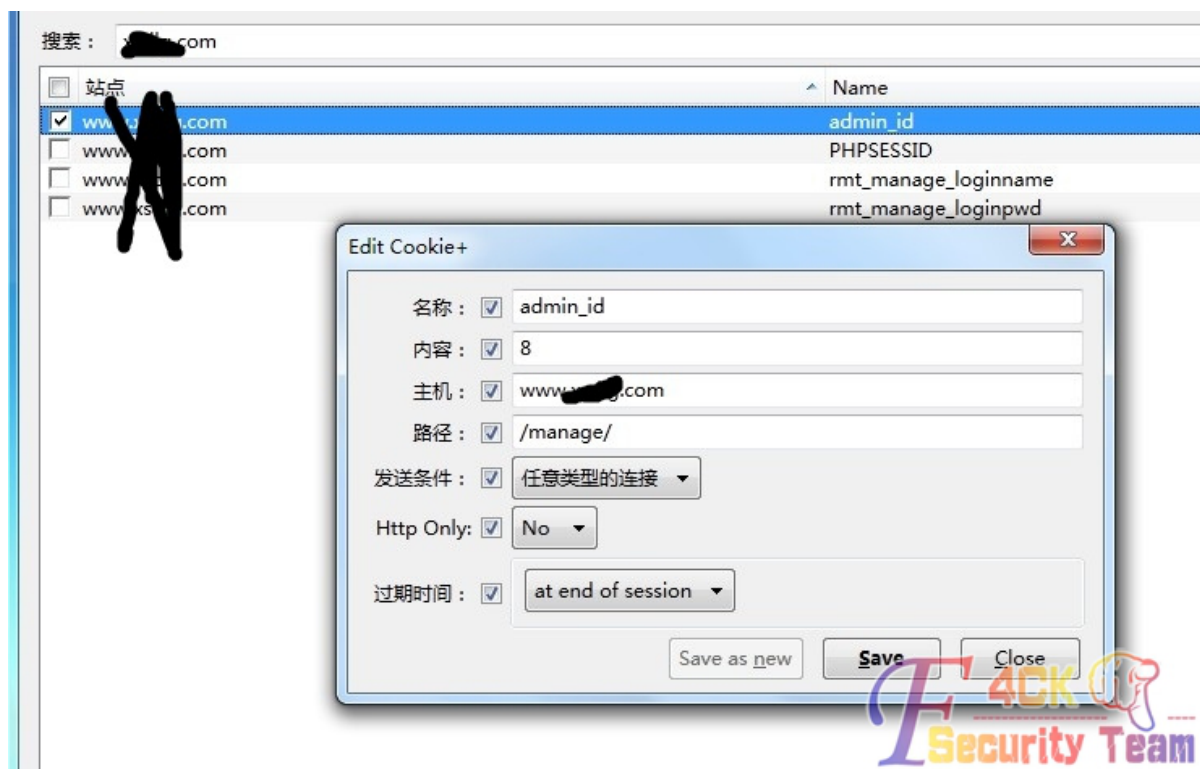 搜索： .com
站点 Name
www. .com admin_id
www. .com PHPSESSID
www. .com rmt_manage_loginname
www. .com rmt_manage_loginpwd
Edit Cookie+
名称： admin_id
内容： 8
主机： www. .com
路径： /manage/
发送条件： 任意类型的连接
Http Only: No
过期时间： at end of session
Save as new Save Close
F4CK
Security Team